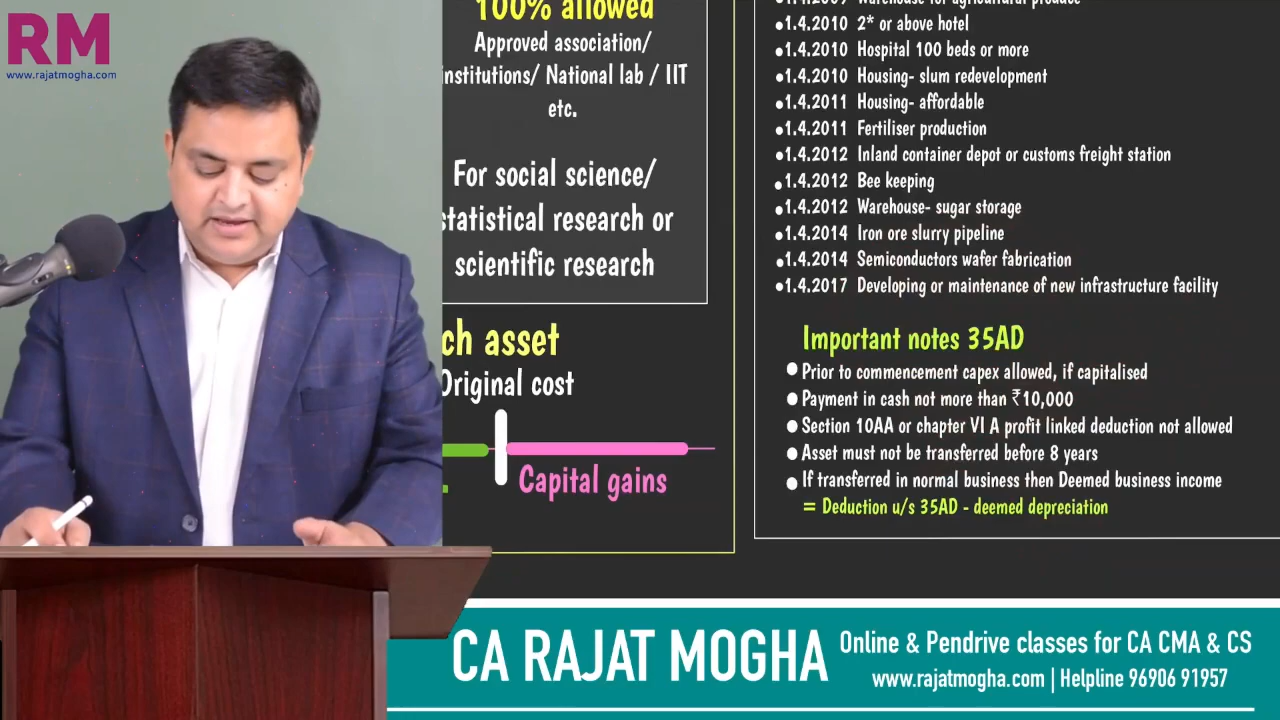 RM
www.rajatmogha.com
100% allowed
Approved association/
institutions/ National lab / IIT
etc.
For social science/
statistical research or
scientific research
ch asset
Original cost
Capital gains
1.4.2009 Warehouse for agricultural produce
•1.4.2010 2* or above hotel
•1.4.2010 Hospital 100 beds or more
•1.4.2010 Housing- slum redevelopment
•1.4.2011 Housing- affordable
•1.4.2011 Fertiliser production
•1.4.2012 Inland container depot or customs freight station
•1.4.2012 Bee keeping
•1.4.2012 Warehouse- sugar storage
•1.4.2014 Iron ore slurry pipeline
•1.4.2014 Semiconductors wafer fabrication
•1.4.2017 Developing or maintenance of new infrastructure facility
Important notes 35AD
• Prior to commencement capex allowed, if capitalised
• Payment in cash not more than ₹10,000
• Section 10AA or chapter VI A profit linked deduction not allowed
• Asset must not be transferred before 8 years
• If transferred in normal business then Deemed business income
= Deduction u/s 35AD - deemed depreciation
CA RAJAT MOGHA
Online & Pendrive classes for CA CMA & CS
www.rajatmogha.com | Helpline 96906 91957